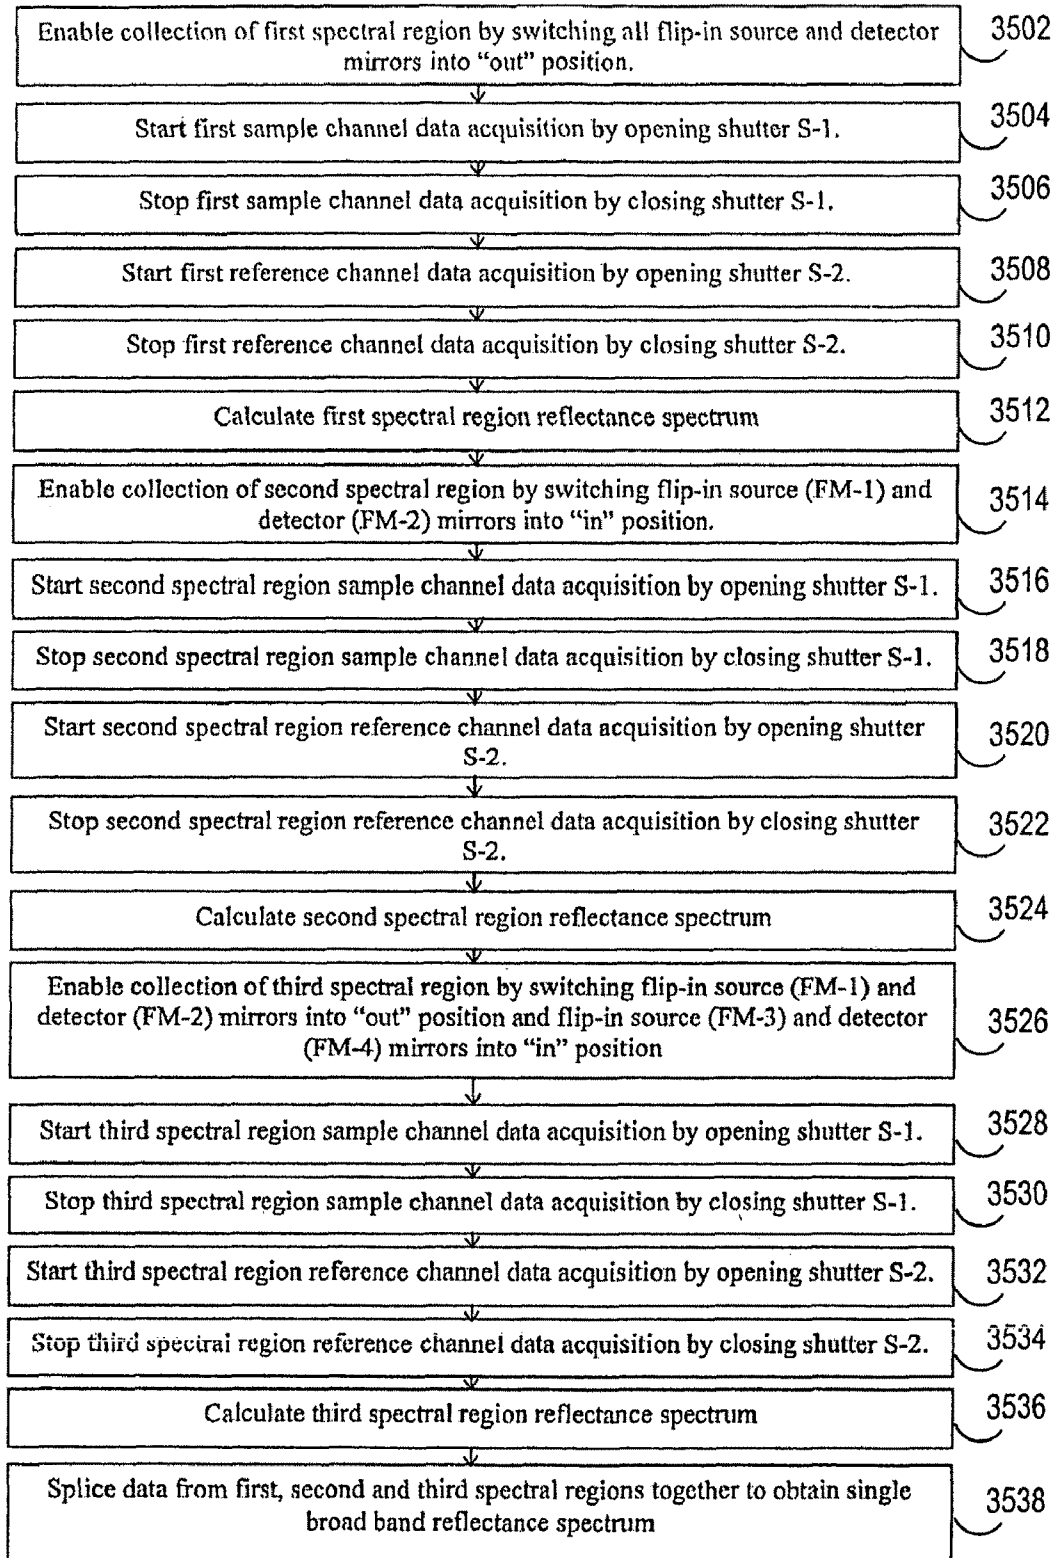 Enable collection of first spectral region by switching all flip-in source and detector
mirrors into “out” position.
3502
Start first sample channel data acquisition by opening shutter S-1.
3504
Stop first sample channel data acquisition by closing shutter S-1.
3506
Start first reference channel data acquisition by opening shutter S-2.
3508
Stop first reference channel data acquisition by closing shutter S-2.
3510
Calculate first spectral region reflectance spectrum
3512
Enable collection of second spectral region by switching flip-in source (FM-1) and
detector (FM-2) mirrors into “in” position.
3514
Start second spectral region sample channel data acquisition by opening shutter S-1.
3516
Stop second spectral region sample channel data acquisition by closing shutter S-1.
3518
Start second spectral region reference channel data acquisition by opening shutter
S-2.
3520
Stop second spectral region reference channel data acquisition by closing shutter
S-2.
3522
Calculate second spectral region reflectance spectrum
3524
Enable collection of third spectral region by switching flip-in source (FM-1) and
detector (FM-2) mirrors into “out” position and flip-in source (FM-3) and detector
(FM-4) mirrors into “in” position
3526
Start third spectral region sample channel data acquisition by opening shutter S-1.
3528
Stop third spectral region sample channel data acquisition by closing shutter S-1.
3530
Start third spectral region reference channel data acquisition by opening shutter S-2.
3532
Stop third spectral region reference channel data acquisition by closing shutter S-2.
3534
Calculate third spectral region reflectance spectrum
3536
Splice data from first, second and third spectral regions together to obtain single
broad band reflectance spectrum
3538